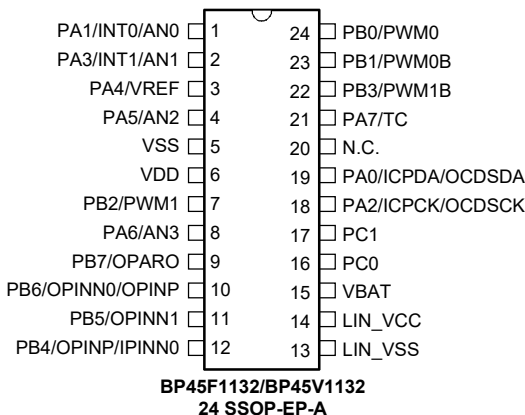 PA1/INT0/AN0 1 24 PB0/PWM0
PA3/INT1/AN1 2 23 PB1/PWM0B
PA4/VREF 3 22 PB3/PWM1B
PA5/AN2 4 21 PA7/TC
VSS 5 20 N.C.
VDD 6 19 PA0/ICPDA/OCDSDA
PB2/PWM1 7 18 PA2/ICPCK/OCDSCK
PA6/AN3 8 17 PC1
PB7/OPARO 9 16 PC0
PB6/OPINN0/OPINP 10 15 VBAT
PB5/OPINN1 11 14 LIN_VCC
PB4/OPINP/IPINN0 12 13 LIN_VSS
BP45F1132/BP45V1132
24 SSOP-EP-A